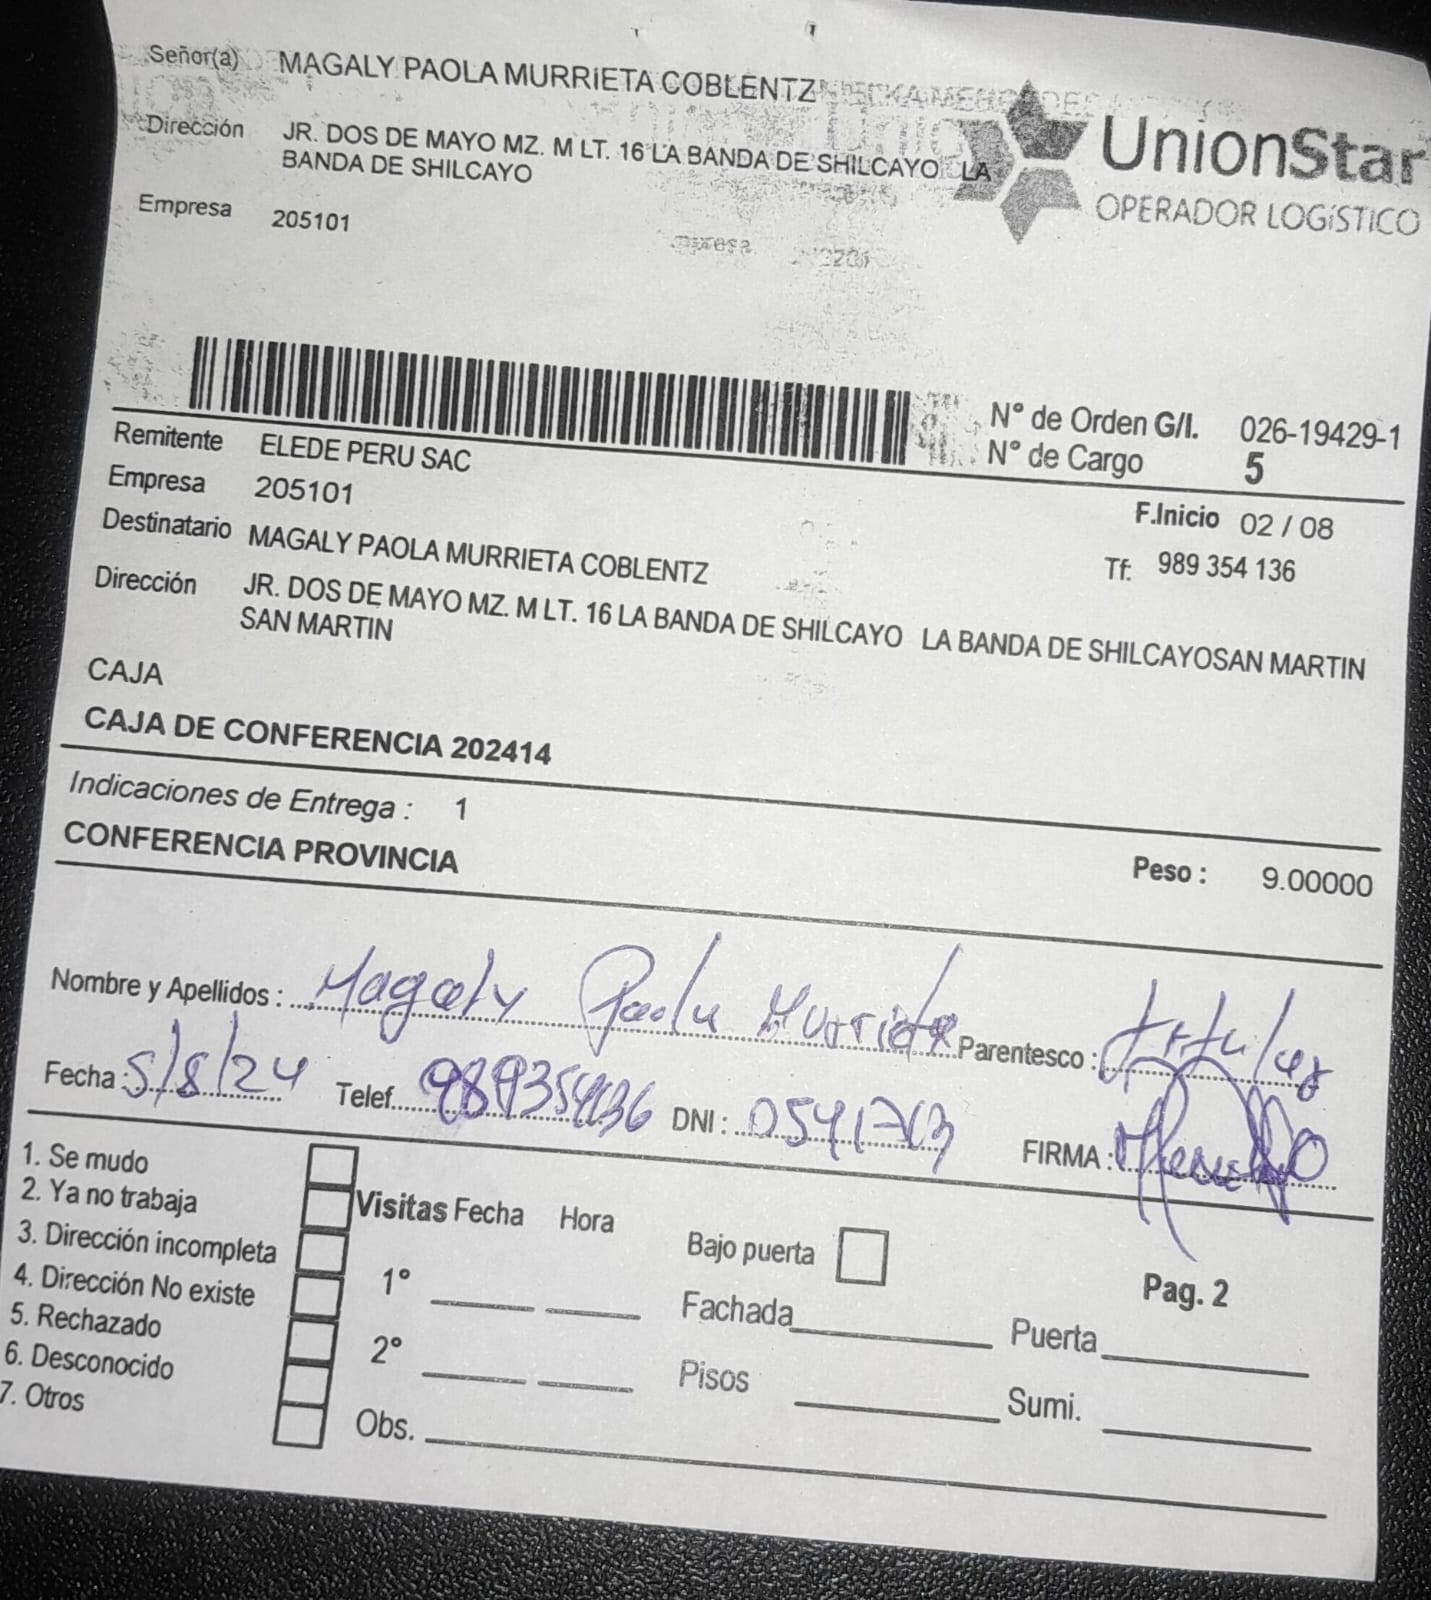 Señor(a) MAGALY PAOLA MURRIETA COBLENTZ
UnionStar
OPERADOR LOGÍSTICO
Dirección JR. DOS DE MAYO MZ. M LT. 16 LA BANDA DE SHILCAYO LA
BANDA DE SHILCAYO
Empresa 205101
N° de Orden G/I. 026-19429-1
N° de Cargo 5
Remitente ELEDE PERU SAC
Empresa 205101
F.Inicio 02 / 08
Destinatario MAGALY PAOLA MURRIETA COBLENTZ
Tf: 989 354 136
Dirección JR. DOS DE MAYO MZ. M LT. 16 LA BANDA DE SHILCAYO LA BANDA DE SHILCAYOSAN MARTIN
SAN MARTIN
CAJA
CAJA DE CONFERENCIA 202414
Indicaciones de Entrega : 1
CONFERENCIA PROVINCIA
Peso : 9.00000
Nombre y Apellidos : Magaly Paola Murrieta Parentesco : titular
Fecha : 5/8/24 Telef. 989354136 DNI : FIRMA :
1. Se mudo
2. Ya no trabaja
3. Dirección incompleta
4. Dirección No existe
5. Rechazado
6. Desconocido
7. Otros
Visitas Fecha Hora
1°
2°
Obs.
Bajo puerta
Fachada
Pisos
Pag. 2
Puerta
Sumi.